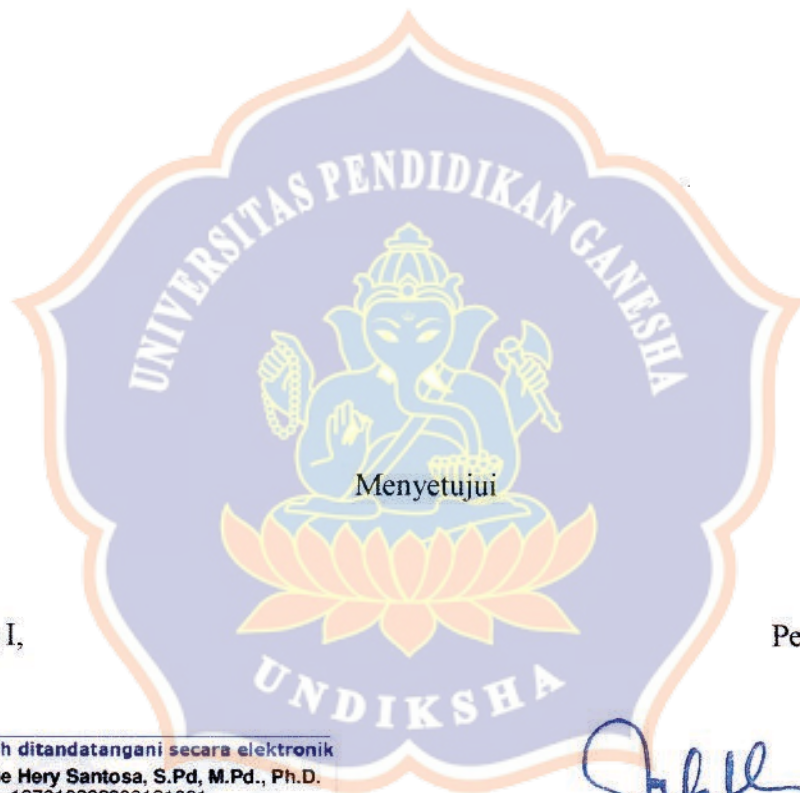 UNIVERSITAS PENDIDIKAN GANESHA
Menyetujui
I,
Pe
UNDIKSHA
h ditandatangani secara elektronik
e Hery Santosa, S.Pd, M.Pd., Ph.D.